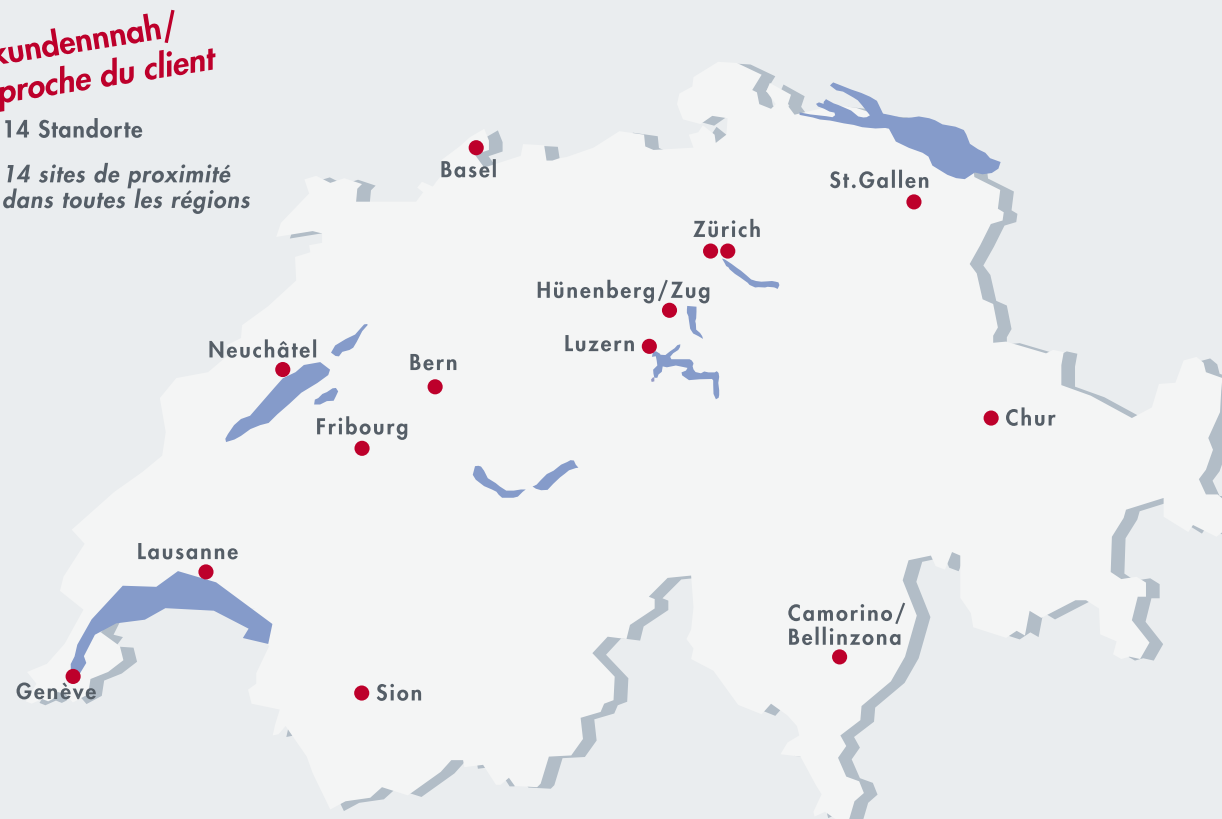 kundennnah/
proche du client
14 Standorte
14 sites de proximité
dans toutes les régions
Basel
St.Gallen
Zürich
Hünenberg/Zug
Luzern
Neuchâtel
Bern
Fribourg
Chur
Lausanne
Camorino/
Bellinzona
Genève
Sion